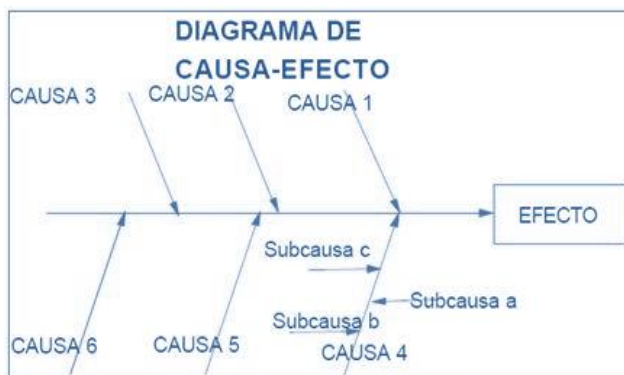 DIAGRAMA DE
CAUSA-EFECTO
CAUSA 3
CAUSA 2
CAUSA 1
EFECTO
Subcausa c
Subcausa a
Subcausa b
CAUSA 6
CAUSA 5
CAUSA 4